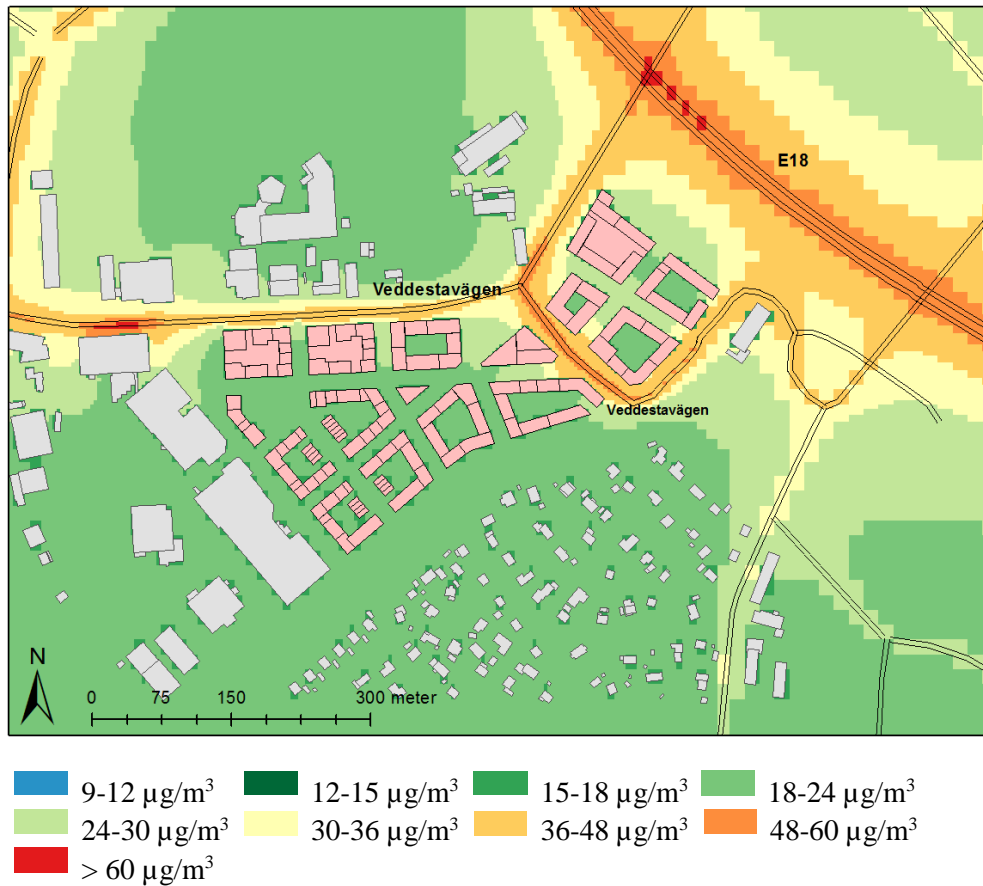 E18
Veddestavägen
Veddestavägen
N
0 75 150 300 meter
9-12 µg/m³ 12-15 µg/m³ 15-18 µg/m³ 18-24 µg/m³
24-30 µg/m³ 30-36 µg/m³ 36-48 µg/m³ 48-60 µg/m³
> 60 µg/m³